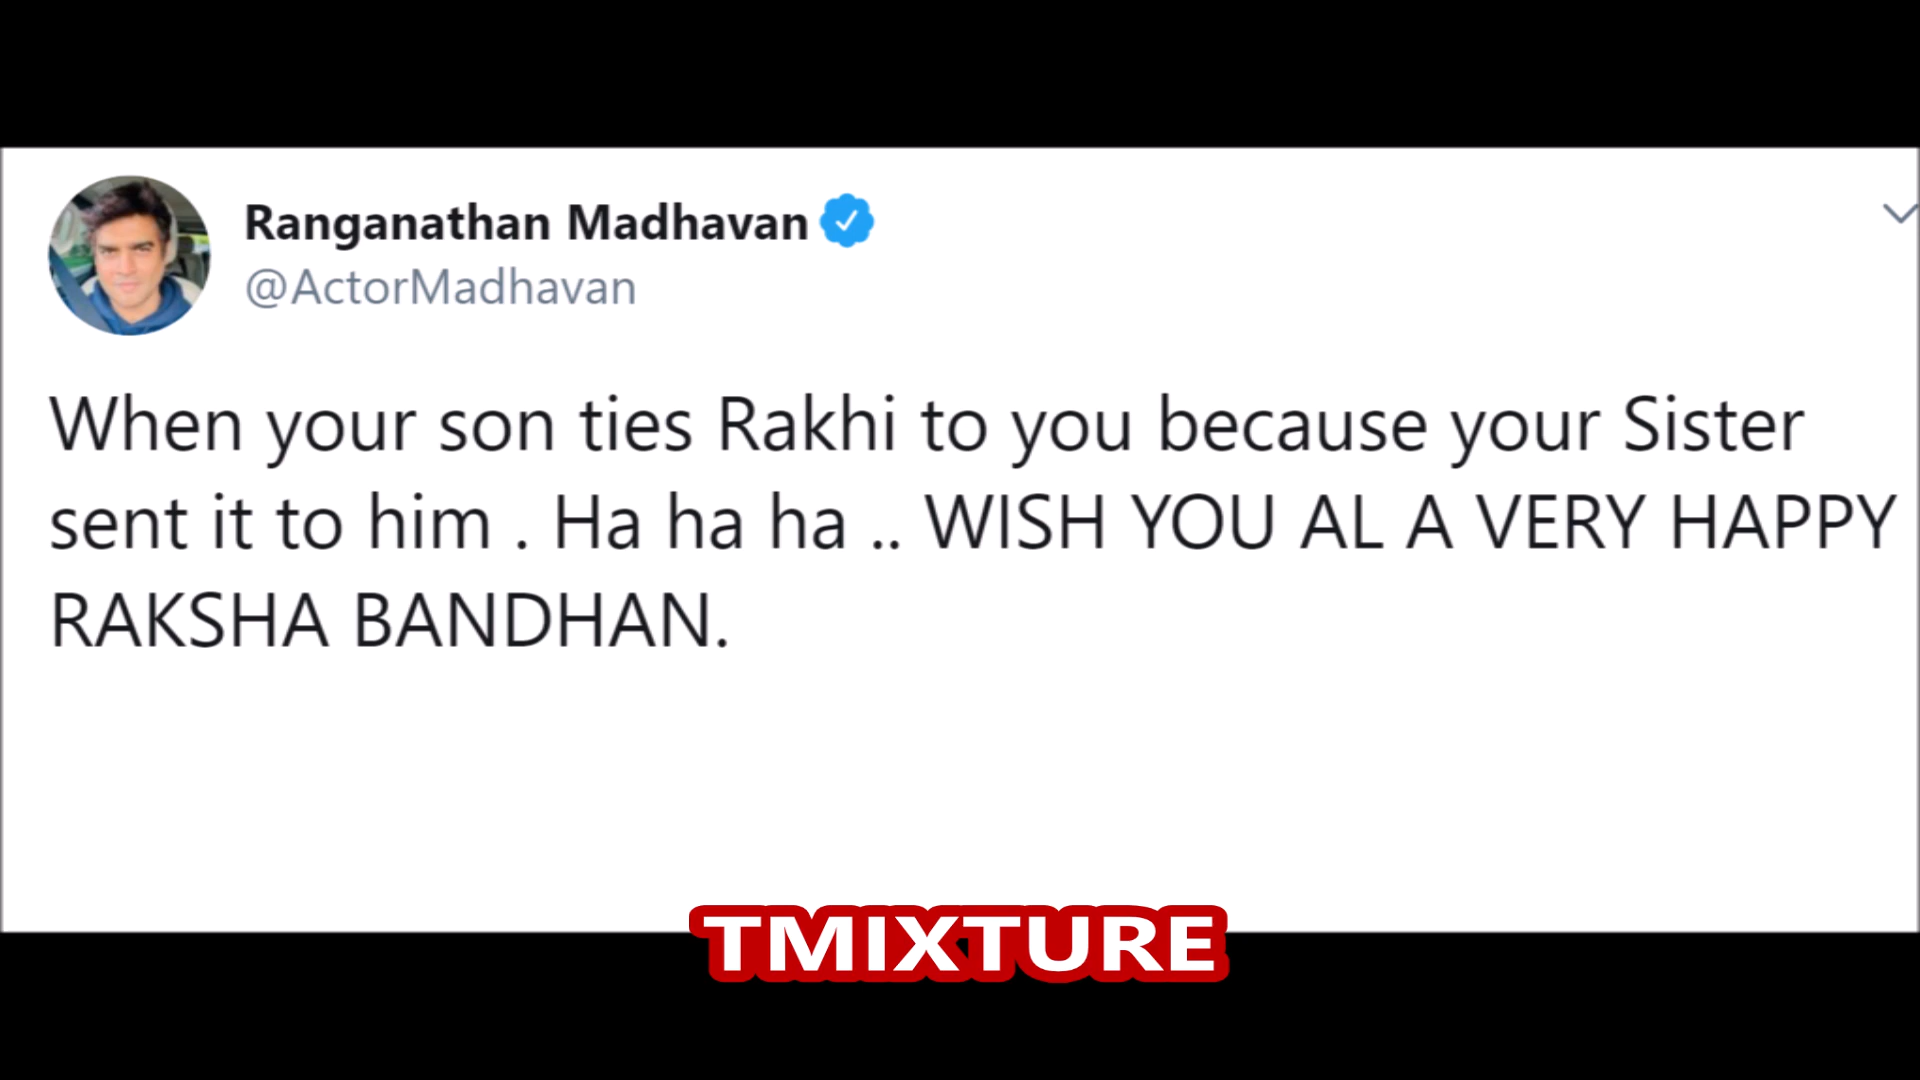 Ranganathan Madhavan
@ActorMadhavan
When your son ties Rakhi to you because your Sister
sent it to him . Ha ha ha .. WISH YOU AL A VERY HAPPY
RAKSHA BANDHAN.
TMIXTURE